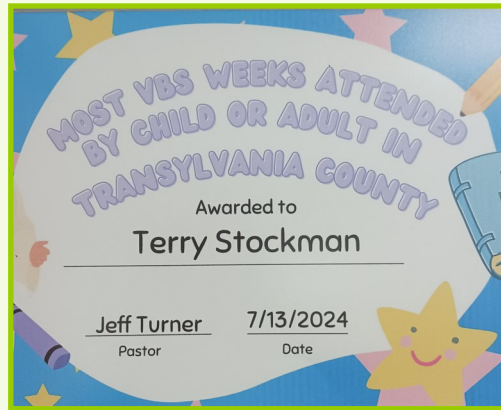 MOST VBS WEEKS ATTENDED
BY CHILD OR ADULT IN
TRANSYLVANIA COUNTY
Awarded to
Terry Stockman
Jeff Turner 7/13/2024
Pastor Date